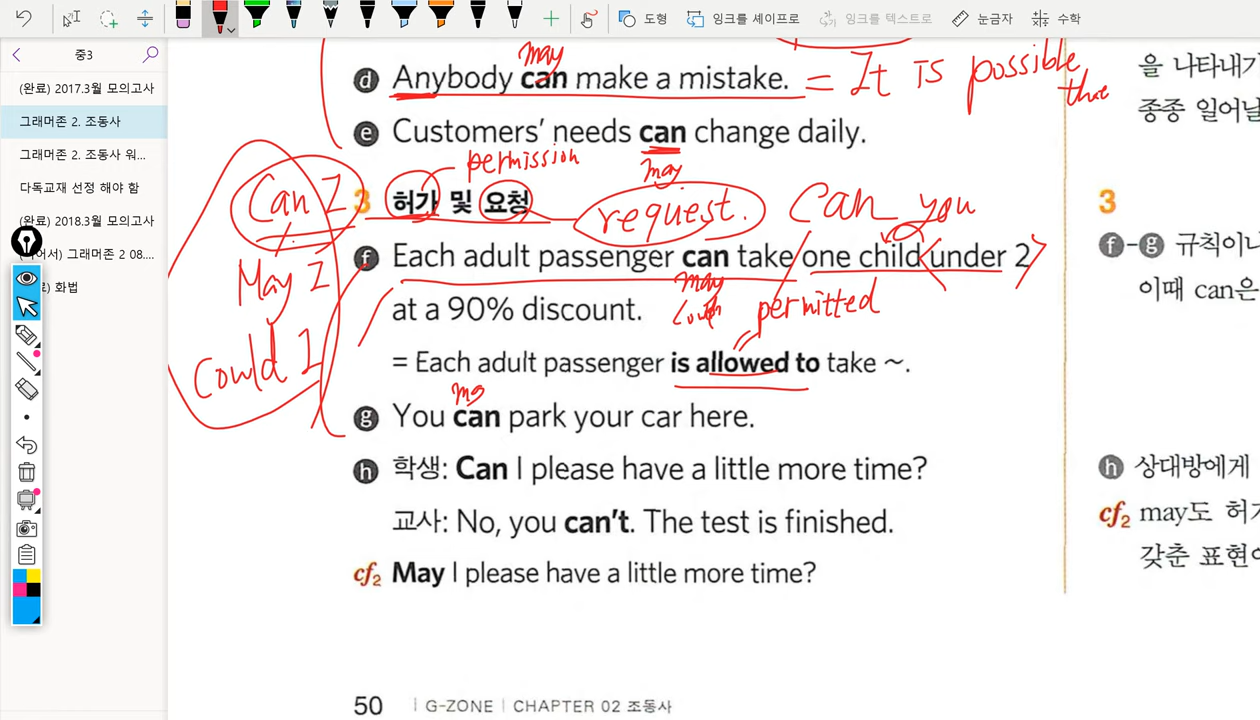 도형 잉크를 셰이프로 잉크를 텍스트로 눈금자 수학
중3
(완료) 2017.3월 모의고사
그래머존 2. 조동사
그래머존 2. 조동사 워...
다독교재 선정 해야 함
(완료) 2018.3월 모의고사
어서) 그래머존 2 08....
료) 화법
may
d Anybody can make a mistake. = It is possible
that
e Customers' needs can change daily.
permission
may
3 허가 및 요청 request. Can you
Can I
f Each adult passenger can take one child <under 2>
May I
may
could
permitted
at a 90% discount.
Could I
= Each adult passenger is allowed to take ~.
g You can park your car here.
h 학생: Can I please have a little more time?
교사: No, you can't. The test is finished.
cf2 May I please have a little more time?
50 G-ZONE CHAPTER 02 조동사
을 나타내기
종종 일어날
3
f-g 규칙이나
이때 can은
h 상대방에게
cf2 may도 허가
갖춘 표현이